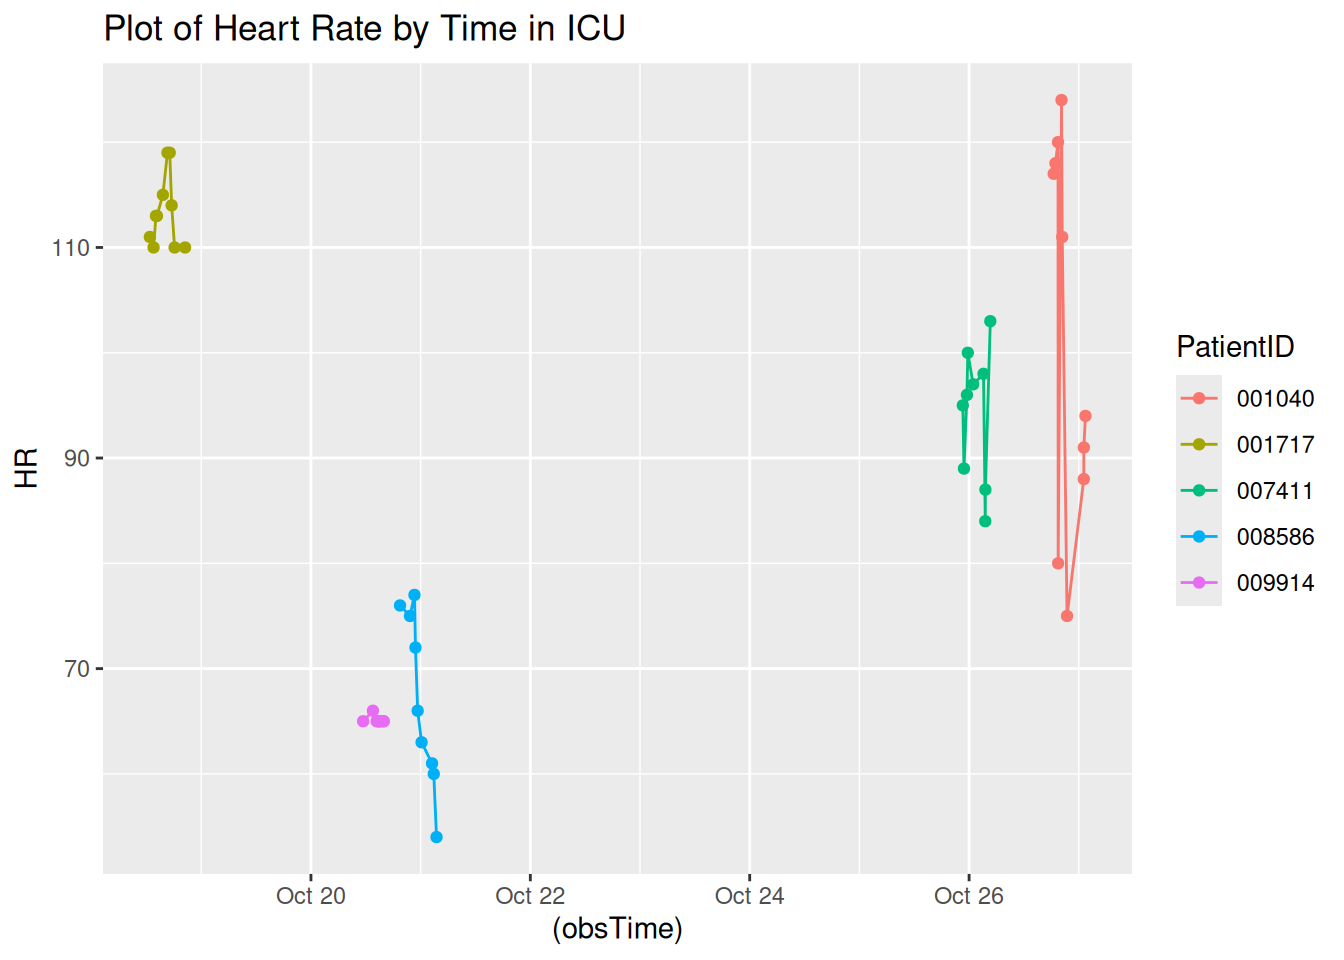 Plot of Heart Rate by Time in ICU
HR
110
90
70
Oct 20
Oct 22
Oct 24
Oct 26
(obsTime)
PatientID
001040
001717
007411
008586
009914